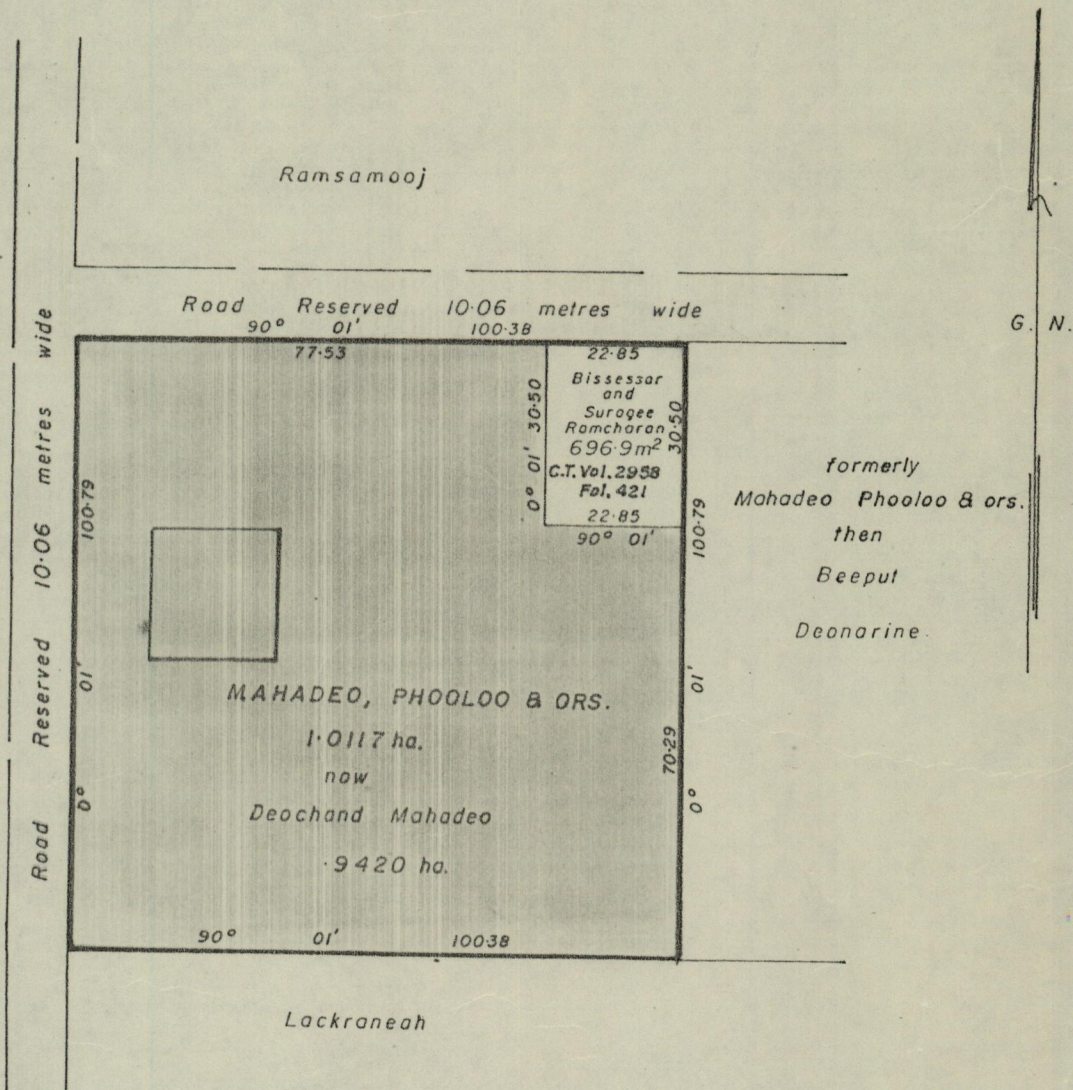 Ramsamooj
Road Reserved 10·06 metres wide
90° 01' 100·38
G. N.
77·53
22·85
Bissessar
and
Suragee
Ramcharan
696·9m²
C.T. Vol. 2958
Fol. 421
22·85
90° 01'
0° 01' 30·50
30·50
Road Reserved 10·06 metres wide
0° 01' 100·79
0° 01' 100·79
70·29
formerly
Mahadeo Phooloo & ors.
then
Beeput
Deonarine.
MAHADEO, PHOOLOO & ORS.
1·0117 ha.
now
Deochand Mahadeo
·9420 ha.
90° 01' 100·38
Lackraneah